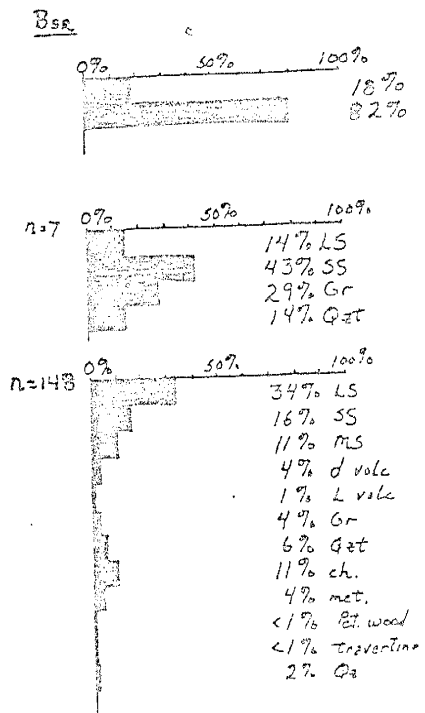 BSR
0% 50% 100%
18%
82%
n=7
0% 50% 100%
14% LS
43% SS
29% Gr
14% Qzt
n=148
0% 50% 100%
34% LS
16% SS
11% MS
4% d volc
1% L volc
4% Gr
6% Qzt
11% ch.
4% met.
<1% Pet. wood
<1% travertine
2% Qz